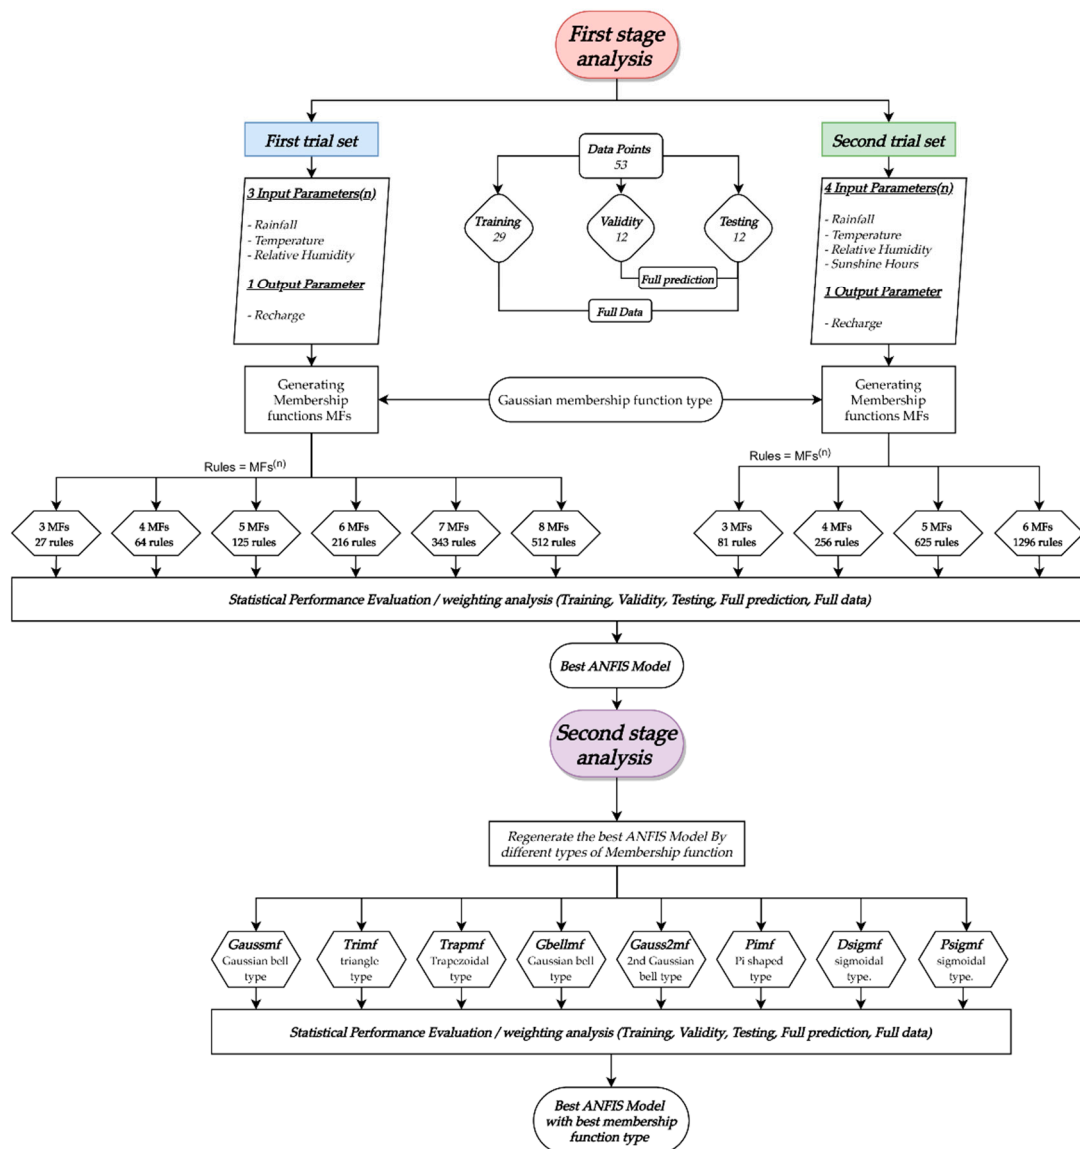 First stage
analysis
First trial set
Second trial set
Data Points
53
Training
29
Validity
12
Testing
12
Full prediction
Full Data
3 Input Parameters(n)
- Rainfall
- Temperature
- Relative Humidity
1 Output Parameter
- Recharge
4 Input Parameters(n)
- Rainfall
- Temperature
- Relative Humidity
- Sunshine Hours
1 Output Parameter
- Recharge
Generating
Membership
functions MFs
Gaussian membership function type
Generating
Membership
functions MFs
Rules = MFs(n)
Rules = MFs(n)
3 MFs
27 rules
4 MFs
64 rules
5 MFs
125 rules
6 MFs
216 rules
7 MFs
343 rules
8 MFs
512 rules
3 MFs
81 rules
4 MFs
256 rules
5 MFs
625 rules
6 MFs
1296 rules
Statistical Performance Evaluation / weighting analysis (Training, Validity, Testing, Full prediction, Full data)
Best ANFIS Model
Second stage
analysis
Regenerate the best ANFIS Model By
different types of Membership function
Gaussmf
Gaussian bell
type
Trimf
triangle
type
Trapmf
Trapezoidal
type
Gbellmf
Gaussian bell
type
Gauss2mf
2nd Gaussian
bell type
Pimf
Pi shaped
type
Dsigmf
sigmoidal
type.
Psigmf
sigmoidal
type.
Statistical Performance Evaluation / weighting analysis (Training, Validity, Testing, Full prediction, Full data)
Best ANFIS Model
with best membership
function type